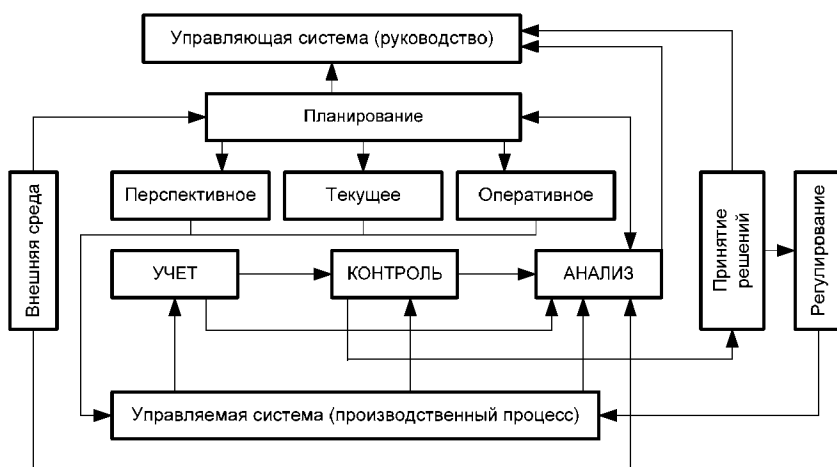 Управляющая система (руководство)
Планирование
Перспективное
Текущее
Оперативное
Внешняя среда
УЧЕТ
КОНТРОЛЬ
АНАЛИЗ
Принятие
решений
Регулирование
Управляемая система (производственный процесс)